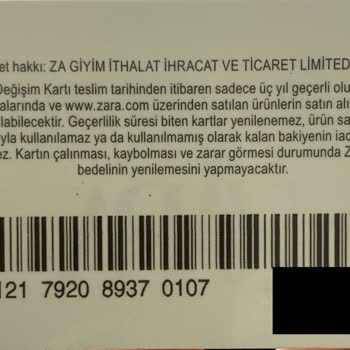 et hakkı: ZA GİYİM İTHALAT İHRACAT VE TİCARET LİMİTED
Değişim Kartı teslim tarihinden itibaren sadece üç yıl geçerli olu
alarında ve www.zara.com üzerinden satılan ürünlerin satın alı
labilecektir. Geçerlilik süresi biten kartlar yenilenemez, ürün sa
yla kullanılamaz ya da kullanılmamış olarak kalan bakiyenin iad
ez. Kartın çalınması, kaybolması ve zarar görmesi durumunda Z
bedelinin yenilemesini yapmayacaktır.
121 7920 8937 0107